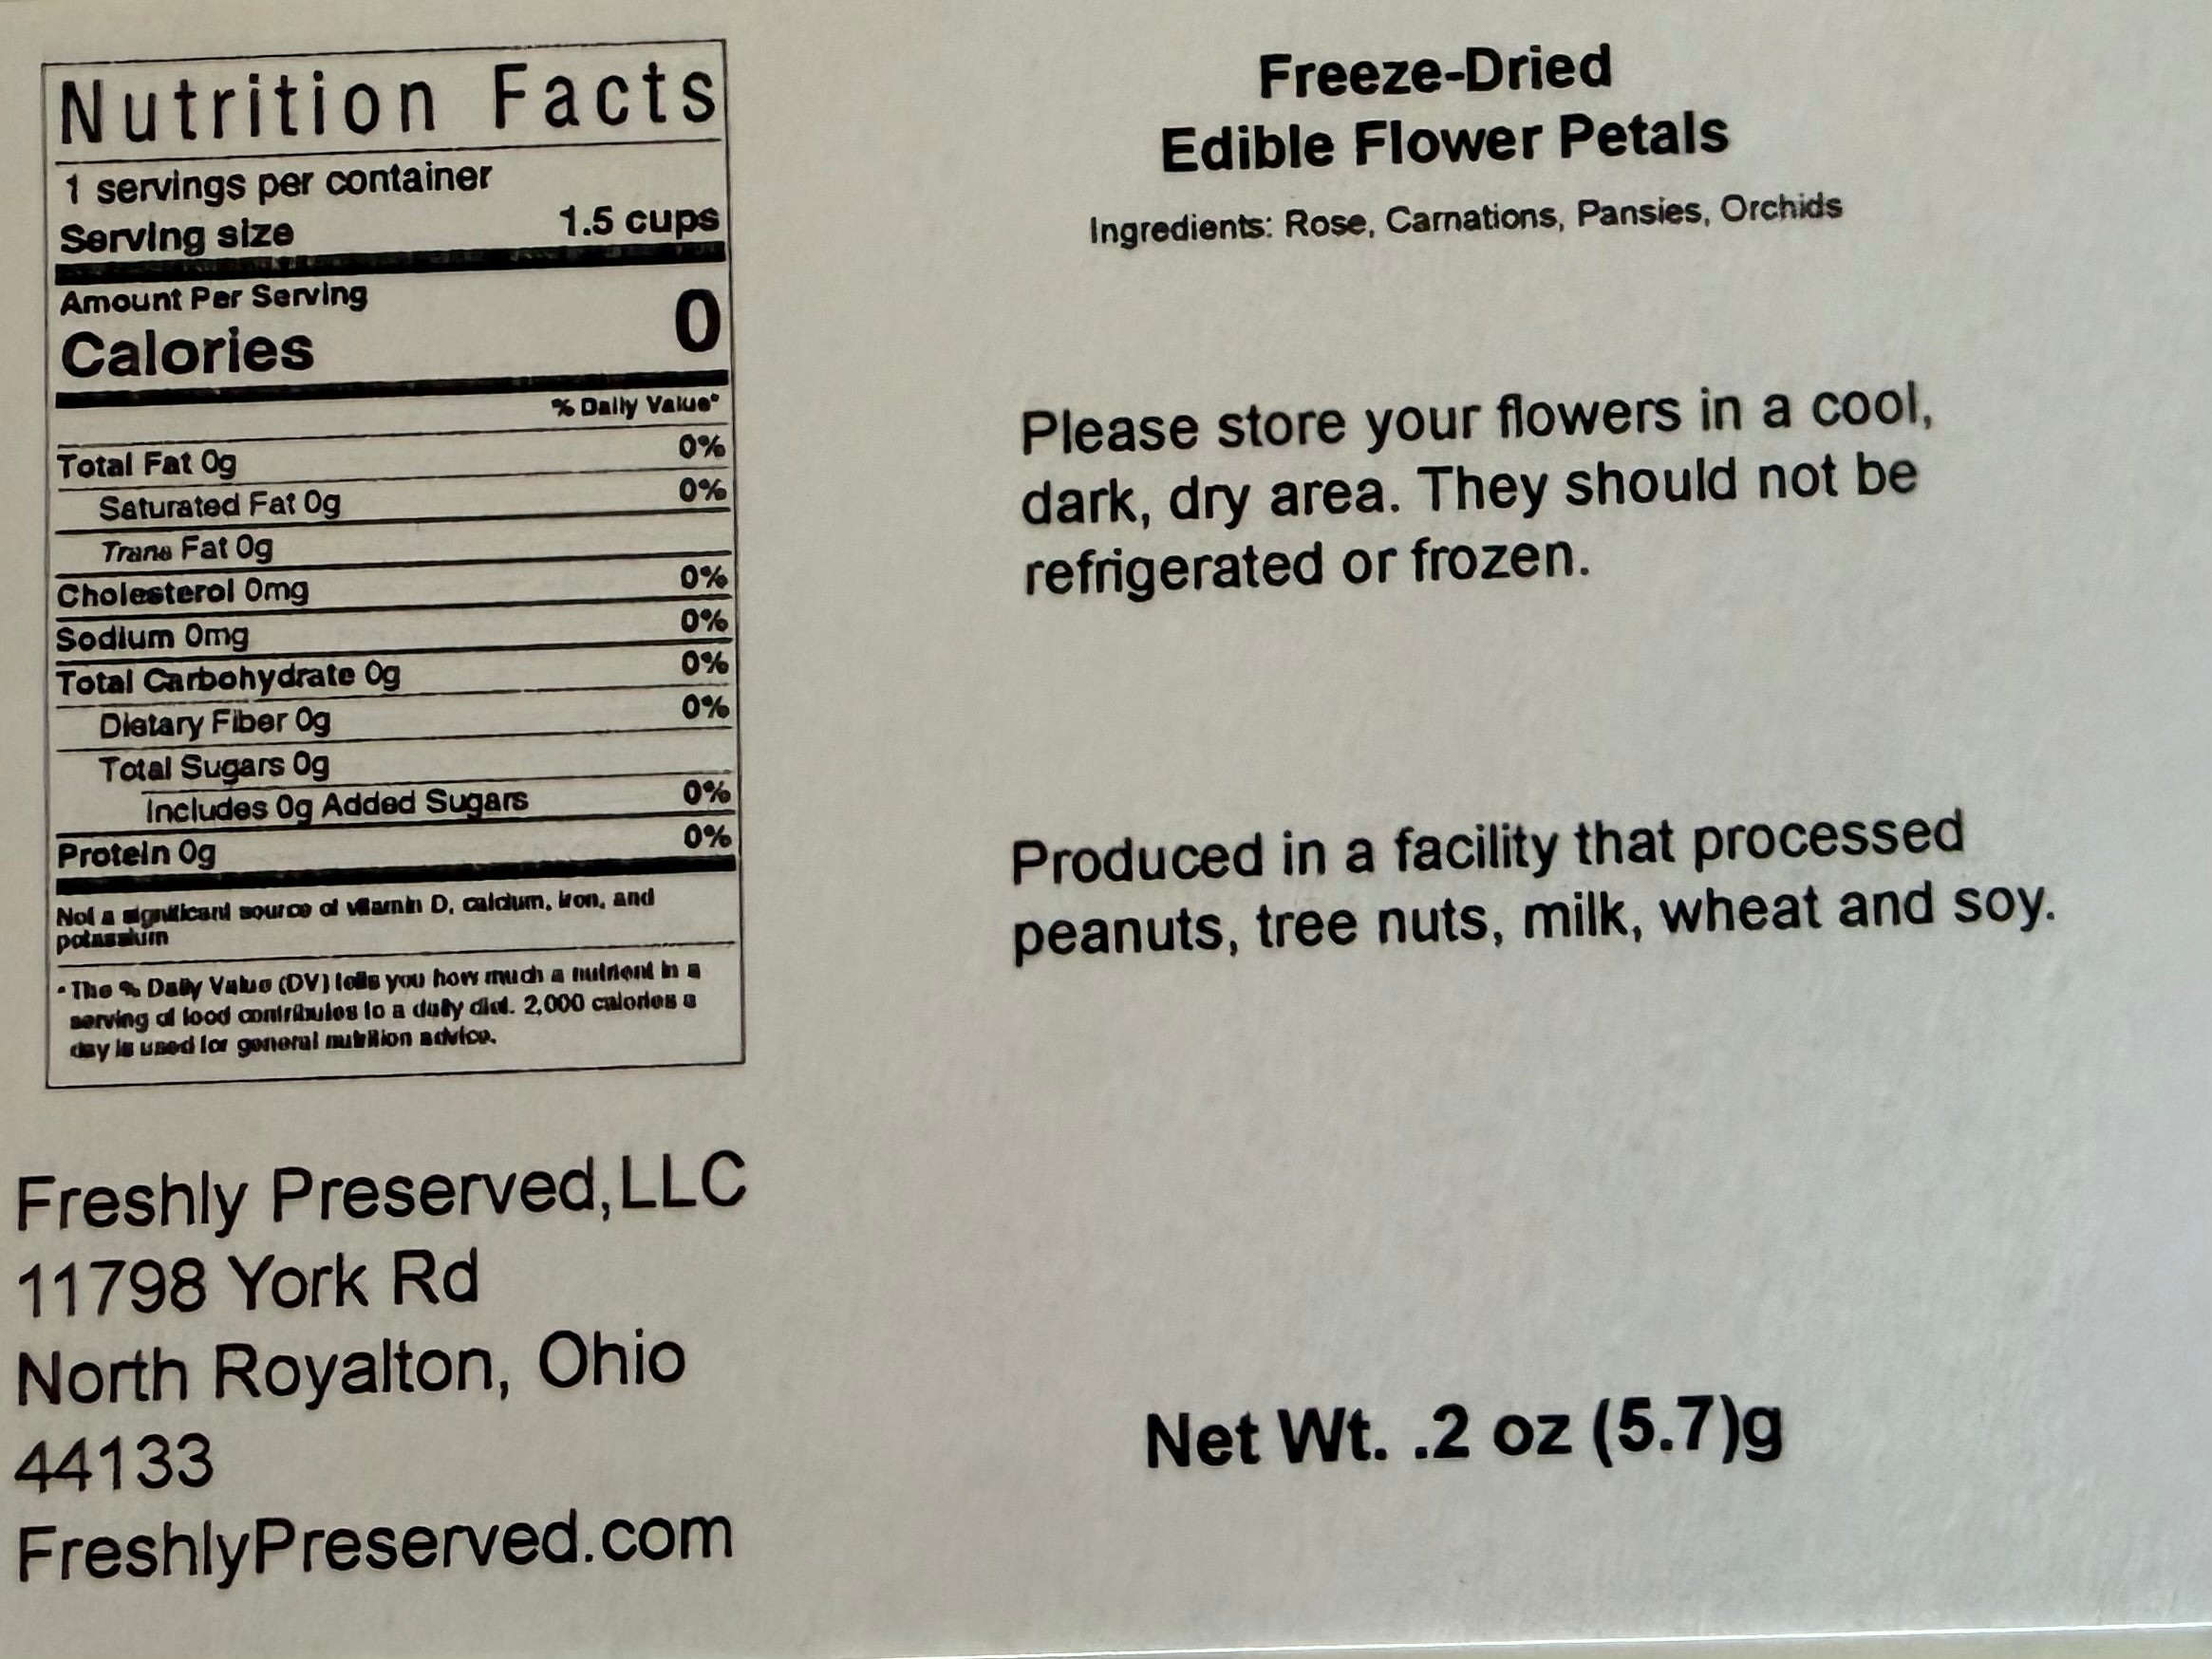 Nutrition Facts
1 servings per container
Serving size 1.5 cups
Amount Per Serving
Calories 0
% Daily Value*
Total Fat 0g 0%
Saturated Fat 0g 0%
Trans Fat 0g
Cholesterol 0mg 0%
Sodium 0mg 0%
Total Carbohydrate 0g 0%
Dietary Fiber 0g 0%
Total Sugars 0g
Includes 0g Added Sugars 0%
Protein 0g 0%
Not a significant source of vitamin D, calcium, iron, and
potassium
* The % Daily Value (DV) tells you how much a nutrient in a
serving of food contributes to a daily diet. 2,000 calories a
day is used for general nutrition advice.
Freshly Preserved, LLC
11798 York Rd
North Royalton, Ohio
44133
FreshlyPreserved.com
Freeze-Dried
Edible Flower Petals
Ingredients: Rose, Carnations, Pansies, Orchids
Please store your flowers in a cool,
dark, dry area. They should not be
refrigerated or frozen.
Produced in a facility that processed
peanuts, tree nuts, milk, wheat and soy.
Net Wt. .2 oz (5.7)g